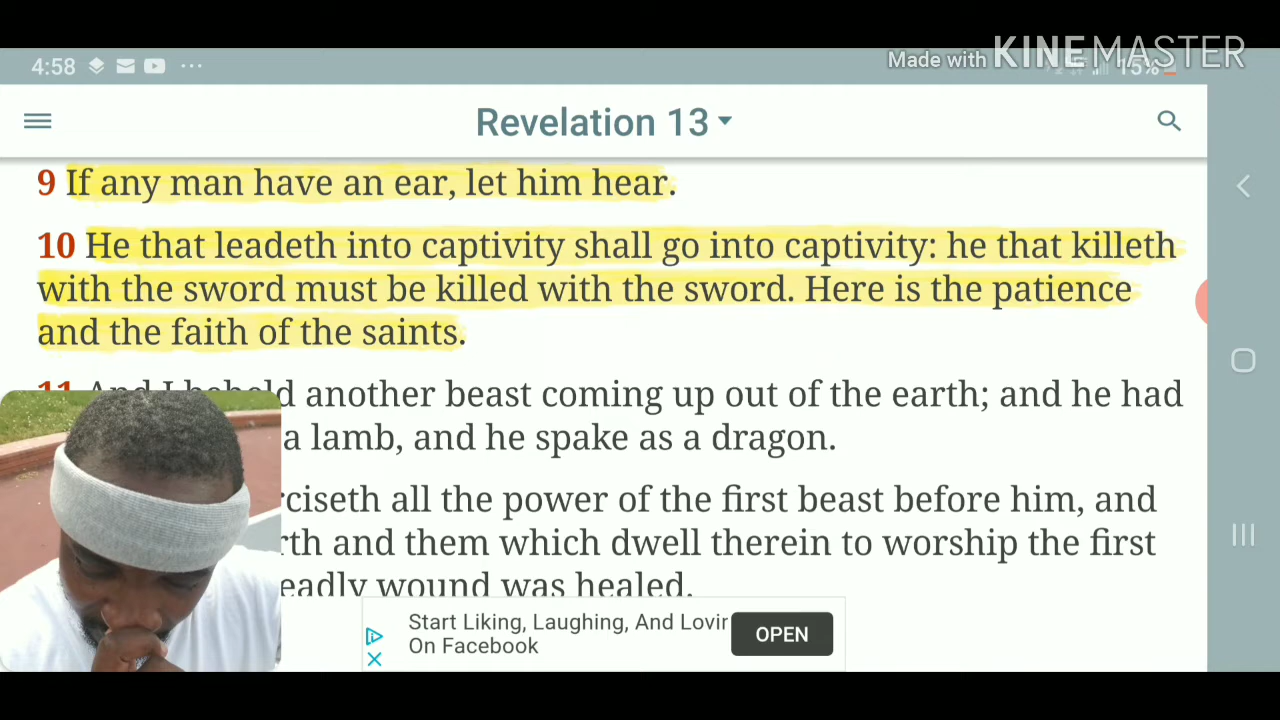 4:58
Made with KINEMASTER
15%
Revelation 13
9 If any man have an ear, let him hear.
10 He that leadeth into captivity shall go into captivity: he that killeth
with the sword must be killed with the sword. Here is the patience
and the faith of the saints.
11 And I beheld another beast coming up out of the earth; and he had
a lamb, and he spake as a dragon.
rciseth all the power of the first beast before him, and
rth and them which dwell therein to worship the first
eadly wound was healed.
Start Liking, Laughing, And Lovin
On Facebook
OPEN